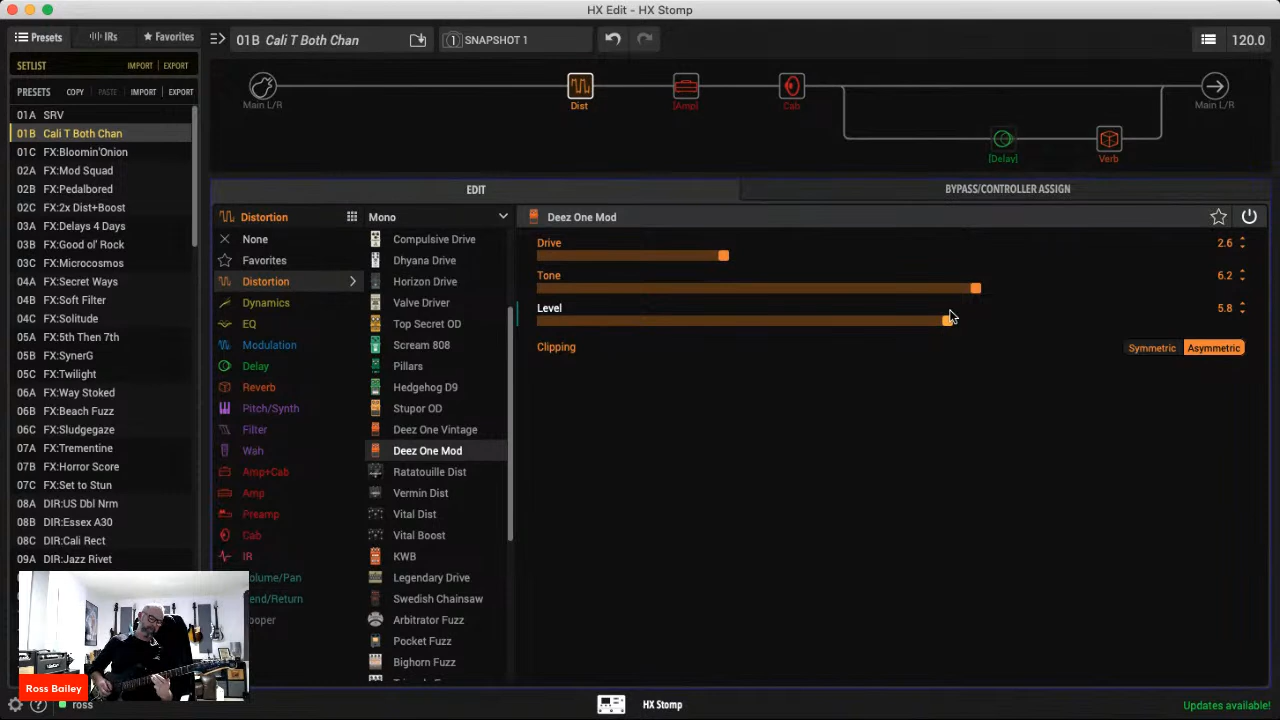 HX Edit - HX Stomp
Presets
IRs
Favorites
01B Cali T Both Chan
1 SNAPSHOT 1
120.0
SETLIST
IMPORT
EXPORT
PRESETS
COPY
PASTE
IMPORT
EXPORT
01A SRV
01B Cali T Both Chan
01C FX:Bloomin'Onion
02A FX:Mod Squad
02B FX:Pedalbored
02C FX:2x Dist+Boost
03A FX:Delays 4 Days
03B FX:Good ol' Rock
03C FX:Microcosmos
04A FX:Secret Ways
04B FX:Soft Filter
04C FX:Solitude
05A FX:5th Then 7th
05B FX:SynerG
05C FX:Twilight
06A FX:Way Stoked
06B FX:Beach Fuzz
06C FX:Sludgegaze
07A FX:Trementine
07B FX:Horror Score
07C FX:Set to Stun
08A DIR:US Dbl Nrm
08B DIR:Essex A30
08C DIR:Cali Rect
09A DIR:Jazz Rivet
Main L/R
Dist
[Amp]
Cab
Main L/R
[Delay]
Verb
EDIT
BYPASS/CONTROLLER ASSIGN
Distortion
None
Favorites
Distortion
Dynamics
EQ
Modulation
Delay
Reverb
Pitch/Synth
Filter
Wah
Amp+Cab
Amp
Preamp
Cab
IR
olume/Pan
end/Return
ooper
Mono
Compulsive Drive
Dhyana Drive
Horizon Drive
Valve Driver
Top Secret OD
Scream 808
Pillars
Hedgehog D9
Stupor OD
Deez One Vintage
Deez One Mod
Ratatouille Dist
Vermin Dist
Vital Dist
Vital Boost
KWB
Legendary Drive
Swedish Chainsaw
Arbitrator Fuzz
Pocket Fuzz
Bighorn Fuzz
Deez One Mod
Drive
2.6
Tone
6.2
Level
5.8
Clipping
Symmetric
Asymmetric
Ross Bailey
ross
HX Stomp
Updates available!